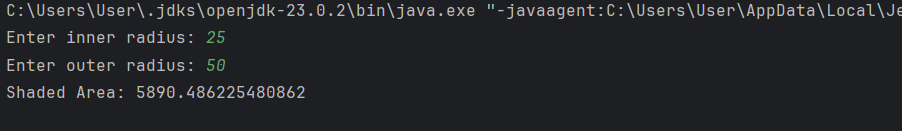 C:\Users\User\.jdks\openjdk-23.0.2\bin\java.exe "-javaagent:C:\Users\User\AppData\Local\Je
Enter inner radius: 25
Enter outer radius: 50
Shaded Area: 5890.486225480862